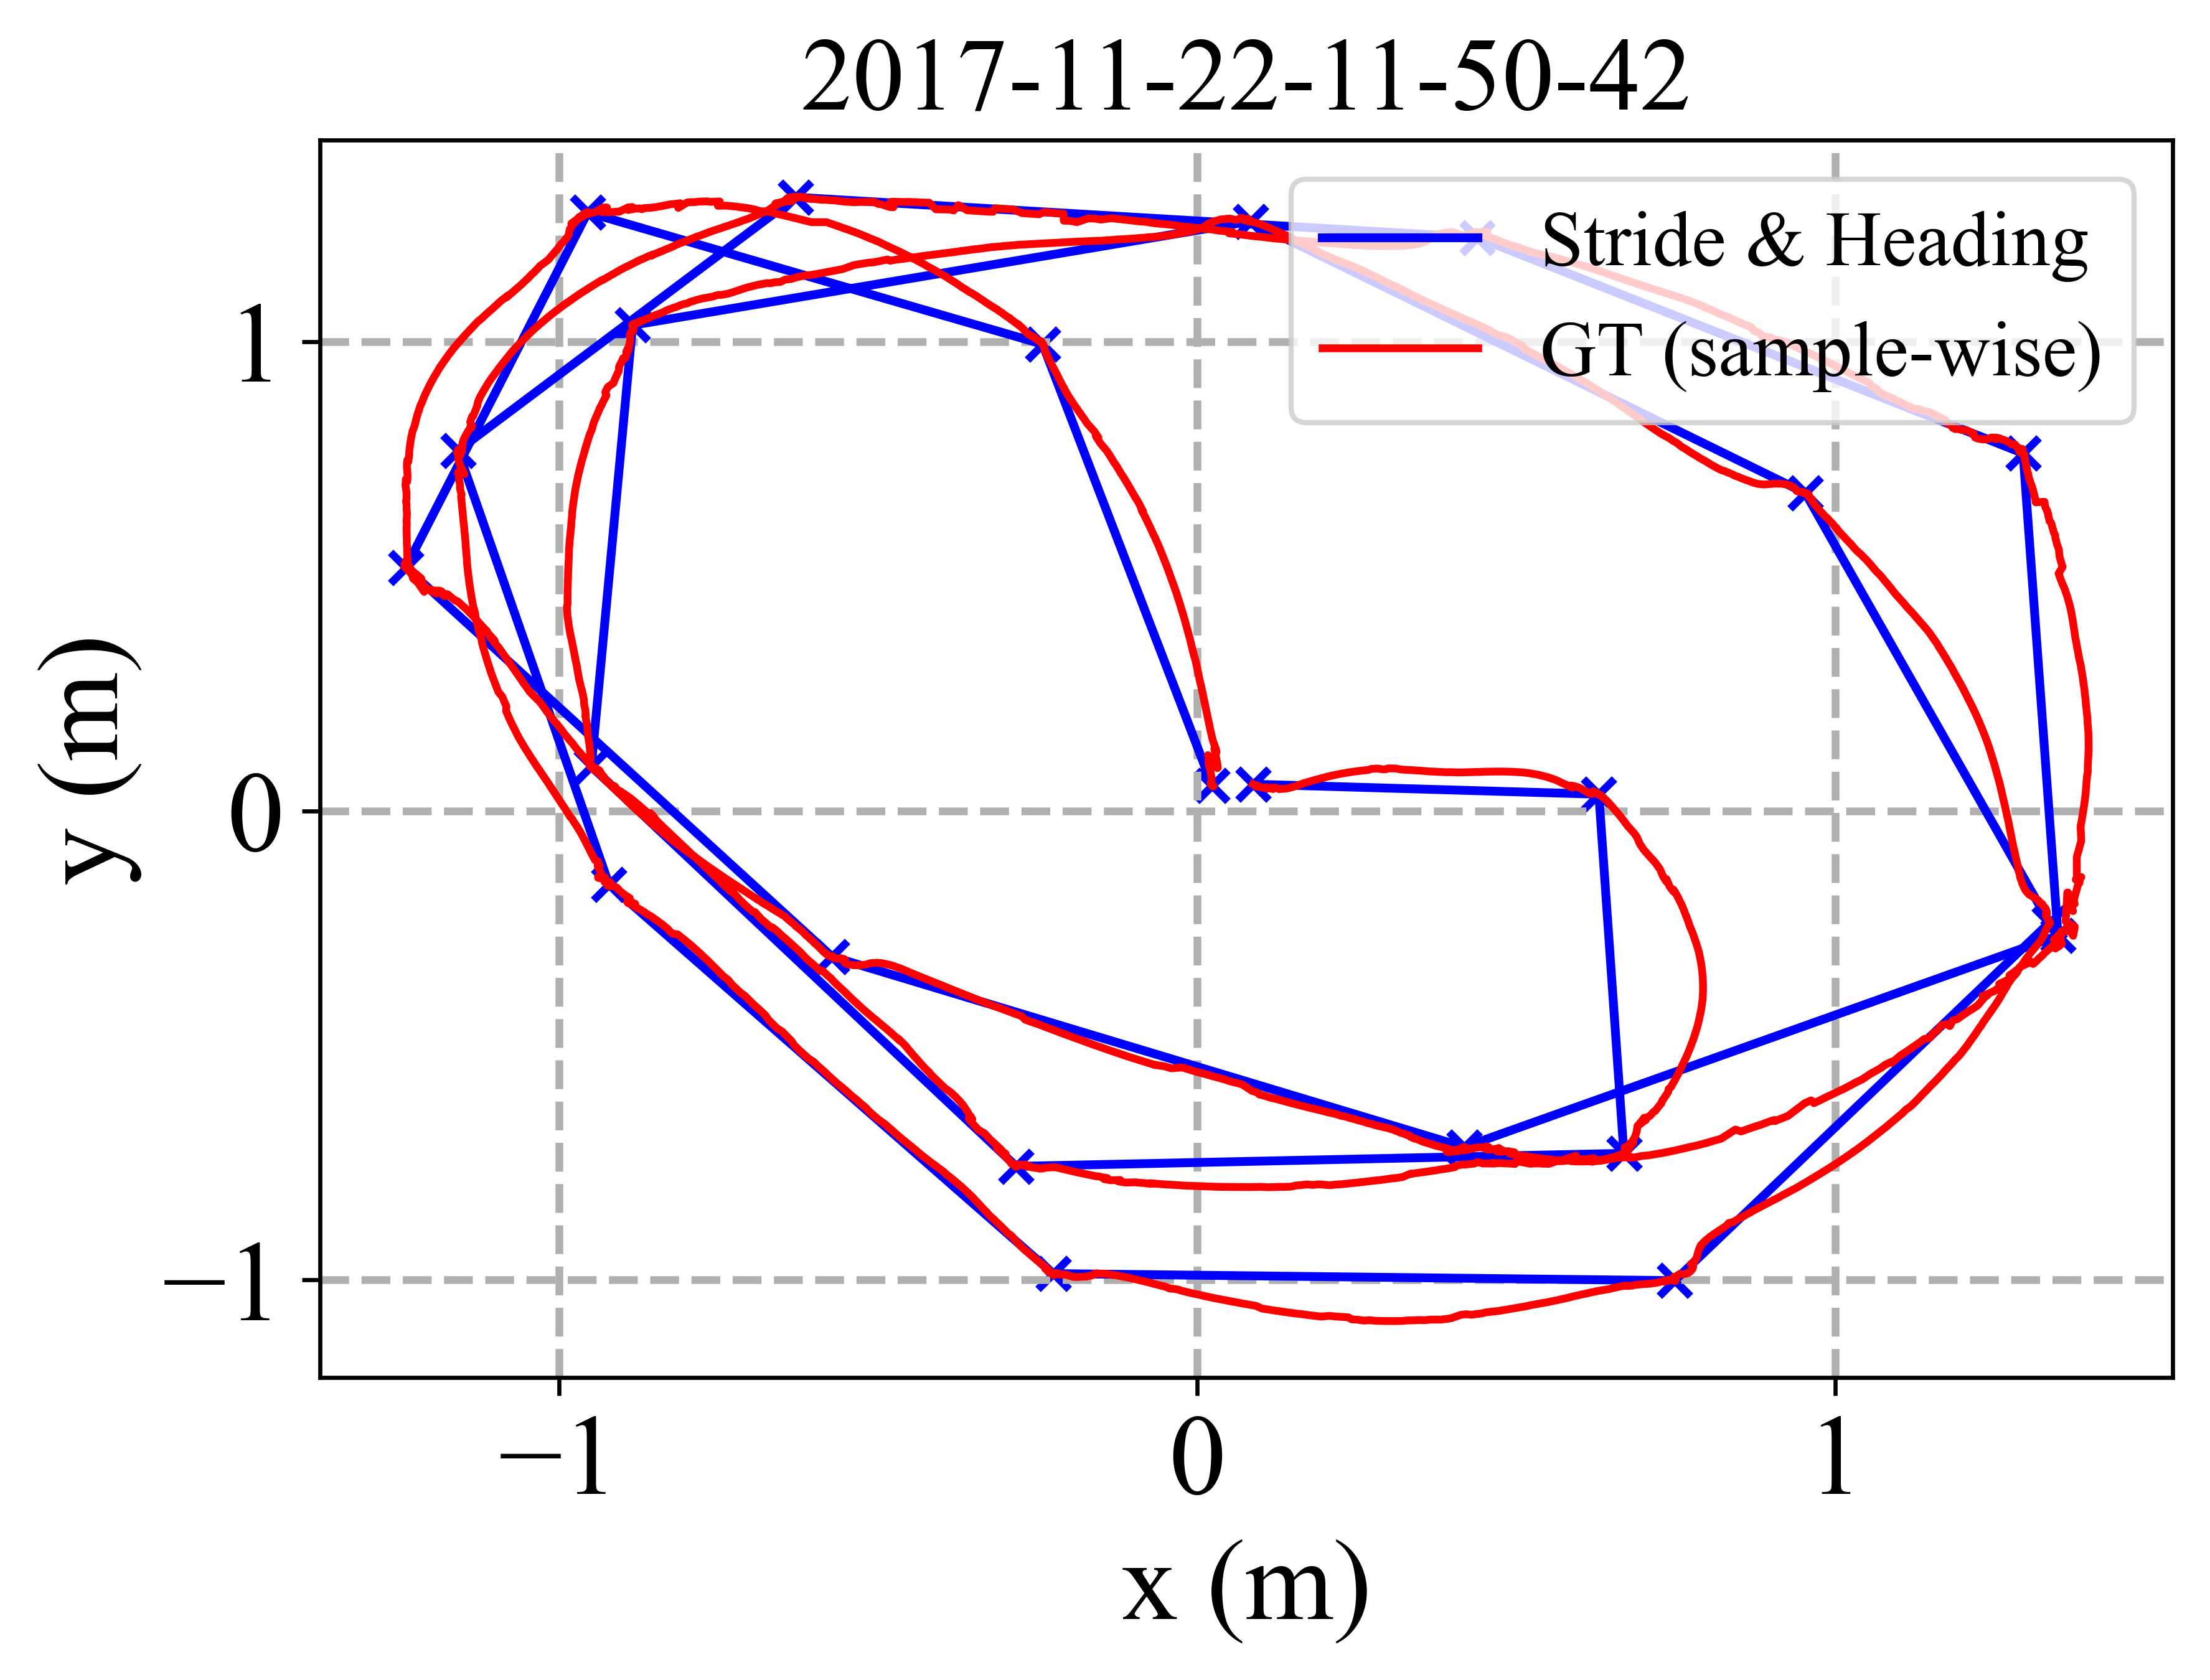 2017-11-22-11-50-42
Stride & Heading
GT (sample-wise)
y (m)
1
0
−1
−1
0
1
x (m)